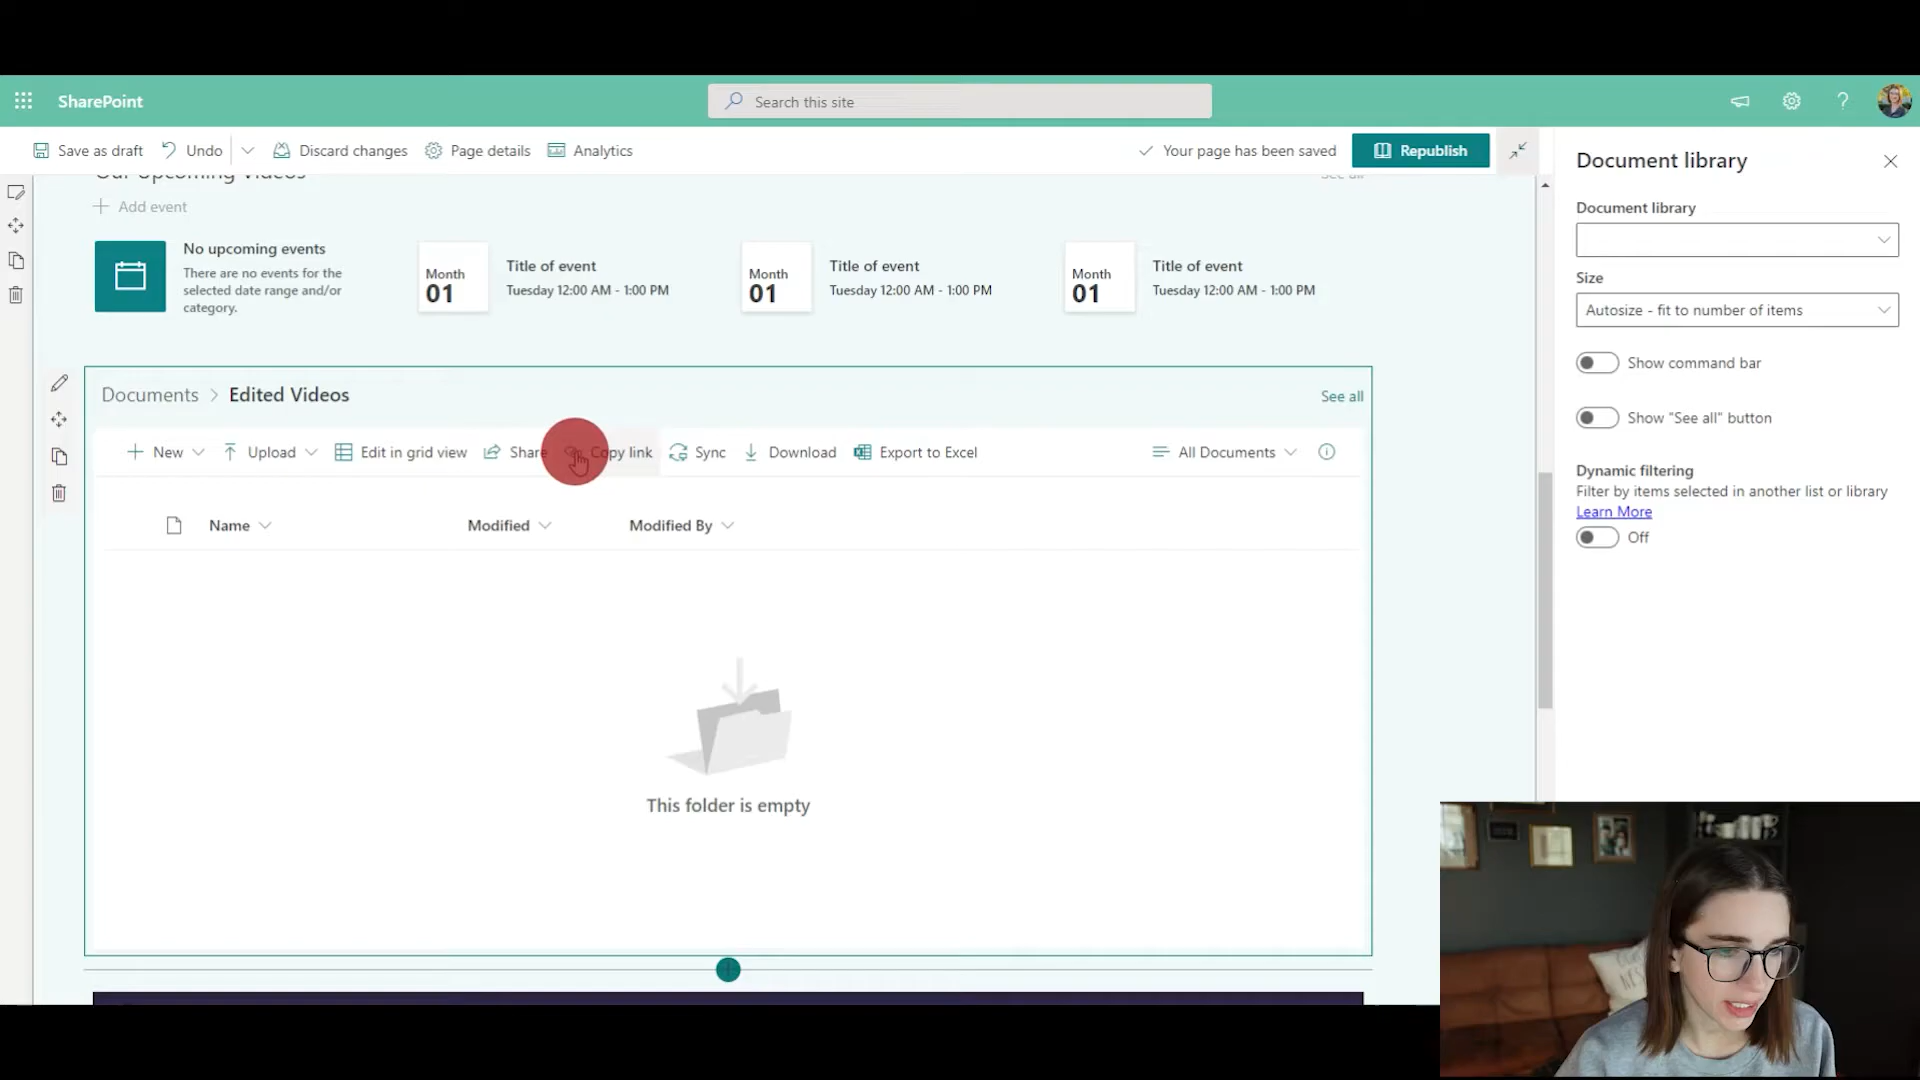 SharePoint
Search this site
Save as draft
Undo
Discard changes
Page details
Analytics
Your page has been saved
Republish
Our Upcoming Videos
See all
Add event
No upcoming events
There are no events for the
selected date range and/or
category.
Month
01
Title of event
Tuesday 12:00 AM - 1:00 PM
Month
01
Title of event
Tuesday 12:00 AM - 1:00 PM
Month
01
Title of event
Tuesday 12:00 AM - 1:00 PM
Documents > Edited Videos
See all
New
Upload
Edit in grid view
Share
Copy link
Sync
Download
Export to Excel
All Documents
Name
Modified
Modified By
This folder is empty
Document library
Document library
Size
Autosize - fit to number of items
Show command bar
Show "See all" button
Dynamic filtering
Filter by items selected in another list or library
Learn More
Off